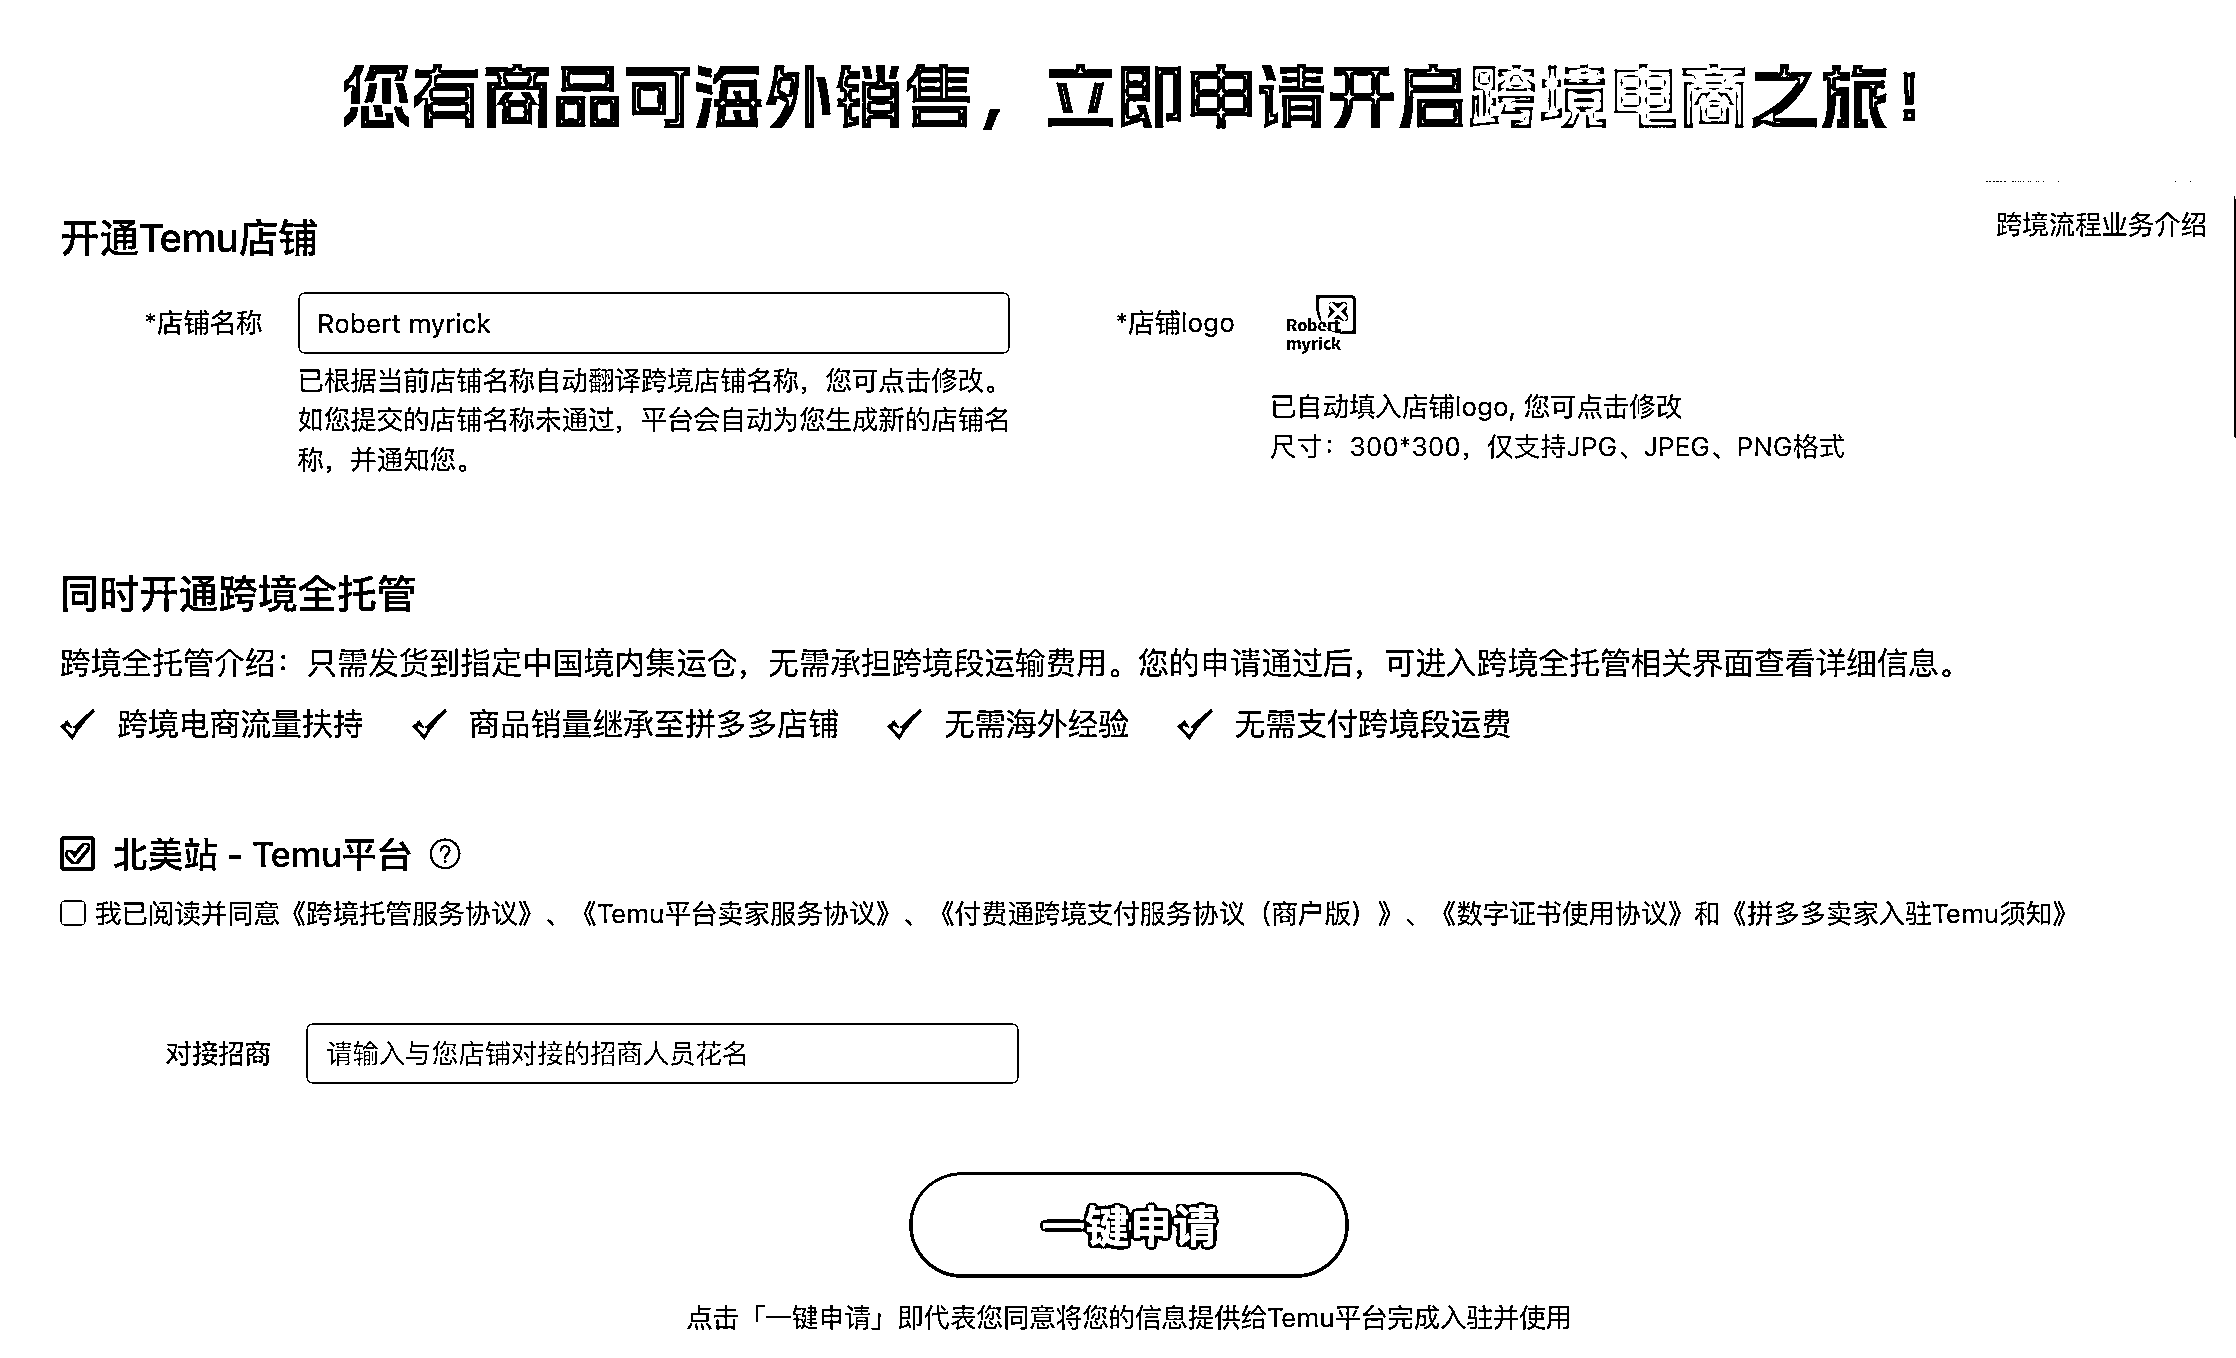 您有商品可海外销售，立即申请开启跨境电商之旅！
跨境流程业务介绍
开通Temu店铺
*店铺名称
Robert myrick
已根据当前店铺名称自动翻译跨境店铺名称，您可点击修改。
如您提交的店铺名称未通过，平台会自动为您生成新的店铺名
称，并通知您。
*店铺logo
Robert
myrick
已自动填入店铺logo, 您可点击修改
尺寸：300*300，仅支持JPG、JPEG、PNG格式
同时开通跨境全托管
跨境全托管介绍：只需发货到指定中国境内集运仓，无需承担跨境段运输费用。您的申请通过后，可进入跨境全托管相关界面查看详细信息。
跨境电商流量扶持 商品销量继承至拼多多店铺 无需海外经验 无需支付跨境段运费
北美站 - Temu平台 ?
我已阅读并同意《跨境托管服务协议》、《Temu平台卖家服务协议》、《付费通跨境支付服务协议（商户版）》、《数字证书使用协议》和《拼多多卖家入驻Temu须知》
对接招商 请输入与您店铺对接的招商人员花名
一键申请
点击「一键申请」即代表您同意将您的信息提供给Temu平台完成入驻并使用